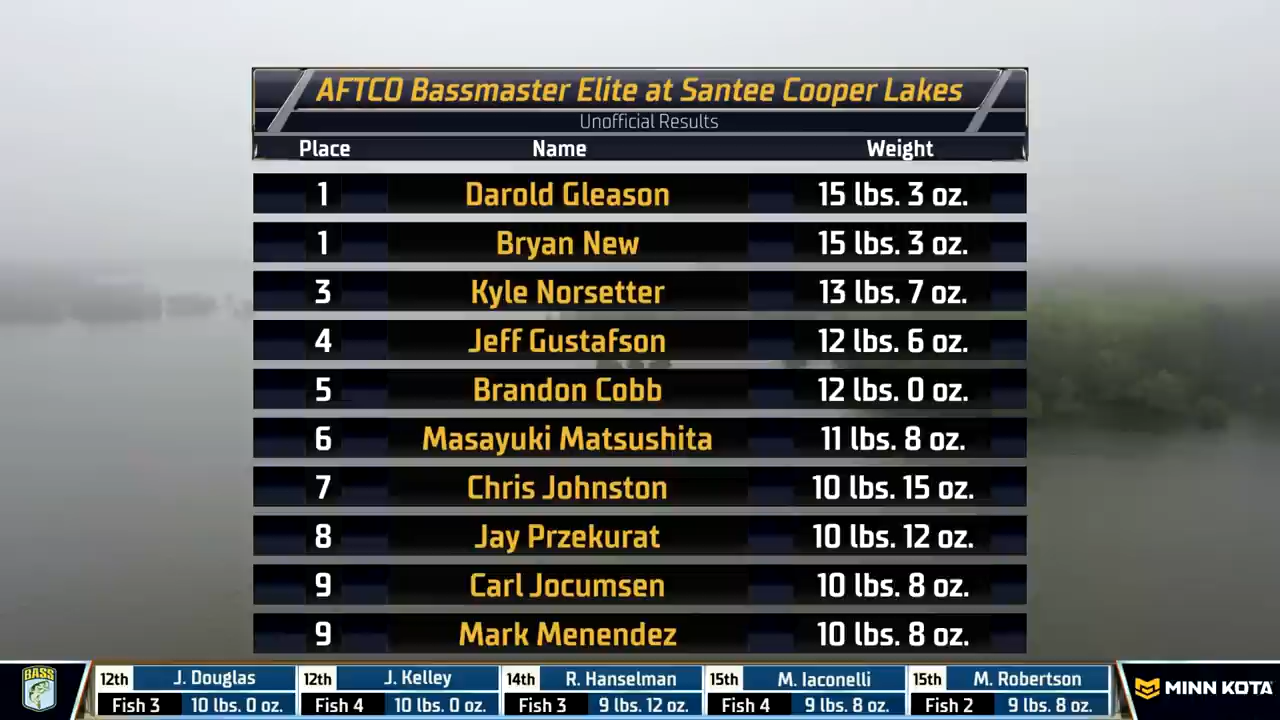 AFTCO Bassmaster Elite at Santee Cooper Lakes
Unofficial Results
Place Name Weight
1 Darold Gleason 15 lbs. 3 oz.
1 Bryan New 15 lbs. 3 oz.
3 Kyle Norsetter 13 lbs. 7 oz.
4 Jeff Gustafson 12 lbs. 6 oz.
5 Brandon Cobb 12 lbs. 0 oz.
6 Masayuki Matsushita 11 lbs. 8 oz.
7 Chris Johnston 10 lbs. 15 oz.
8 Jay Przekurat 10 lbs. 12 oz.
9 Carl Jocumsen 10 lbs. 8 oz.
9 Mark Menendez 10 lbs. 8 oz.
BASS
12th J. Douglas
Fish 3 10 lbs. 0 oz.
12th J. Kelley
Fish 4 10 lbs. 0 oz.
14th R. Hanselman
Fish 3 9 lbs. 12 oz.
15th M. Iaconelli
Fish 4 9 lbs. 8 oz.
15th M. Robertson
Fish 2 9 lbs. 8 oz.
MINN KOTA